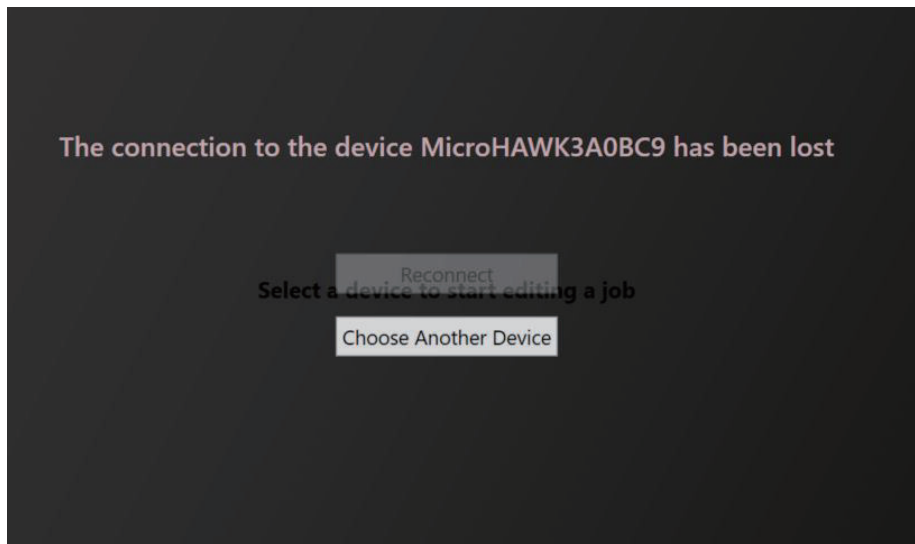 The connection to the device MicroHAWK3A0BC9 has been lost
Reconnect
Select a device to start editing a job
Choose Another Device